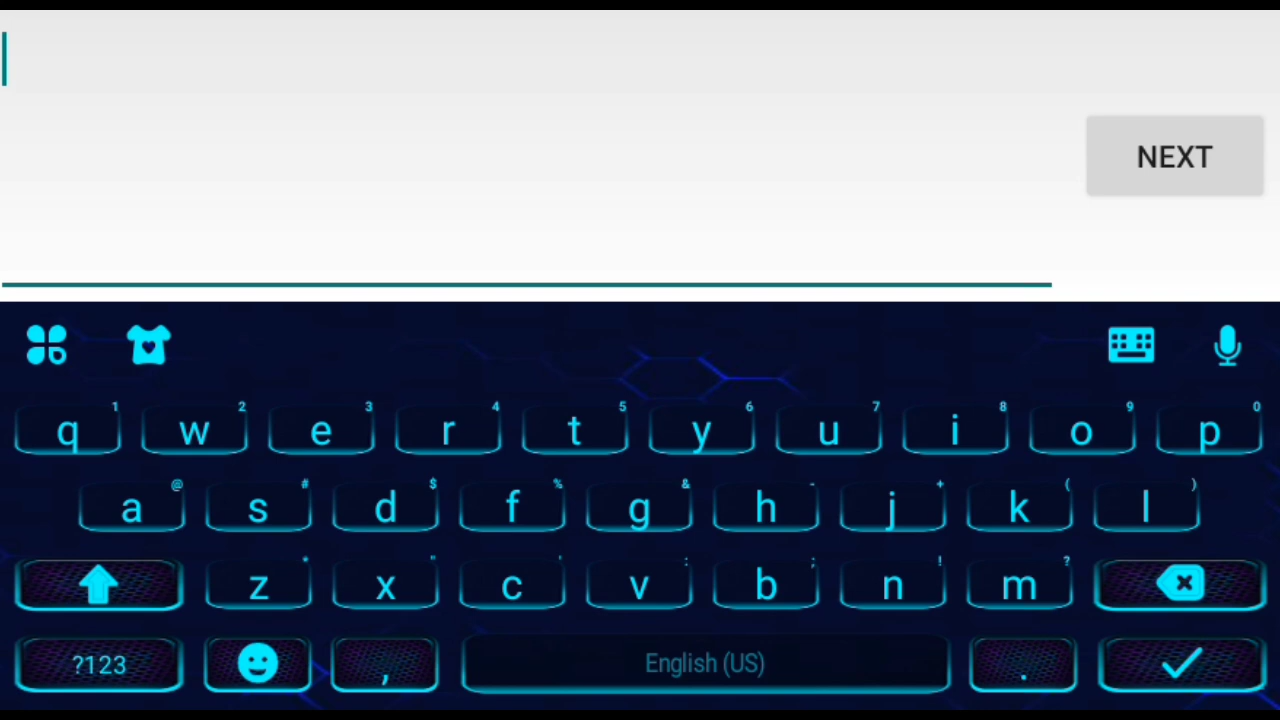 NEXT
1 2 3 4 5 6 7 8 9 0
q w e r t y u i o p
@ # $ % & - + ( )
a s d f g h j k l
* " ' : ; ! ?
z x c v b n m
?123 , English (US) .